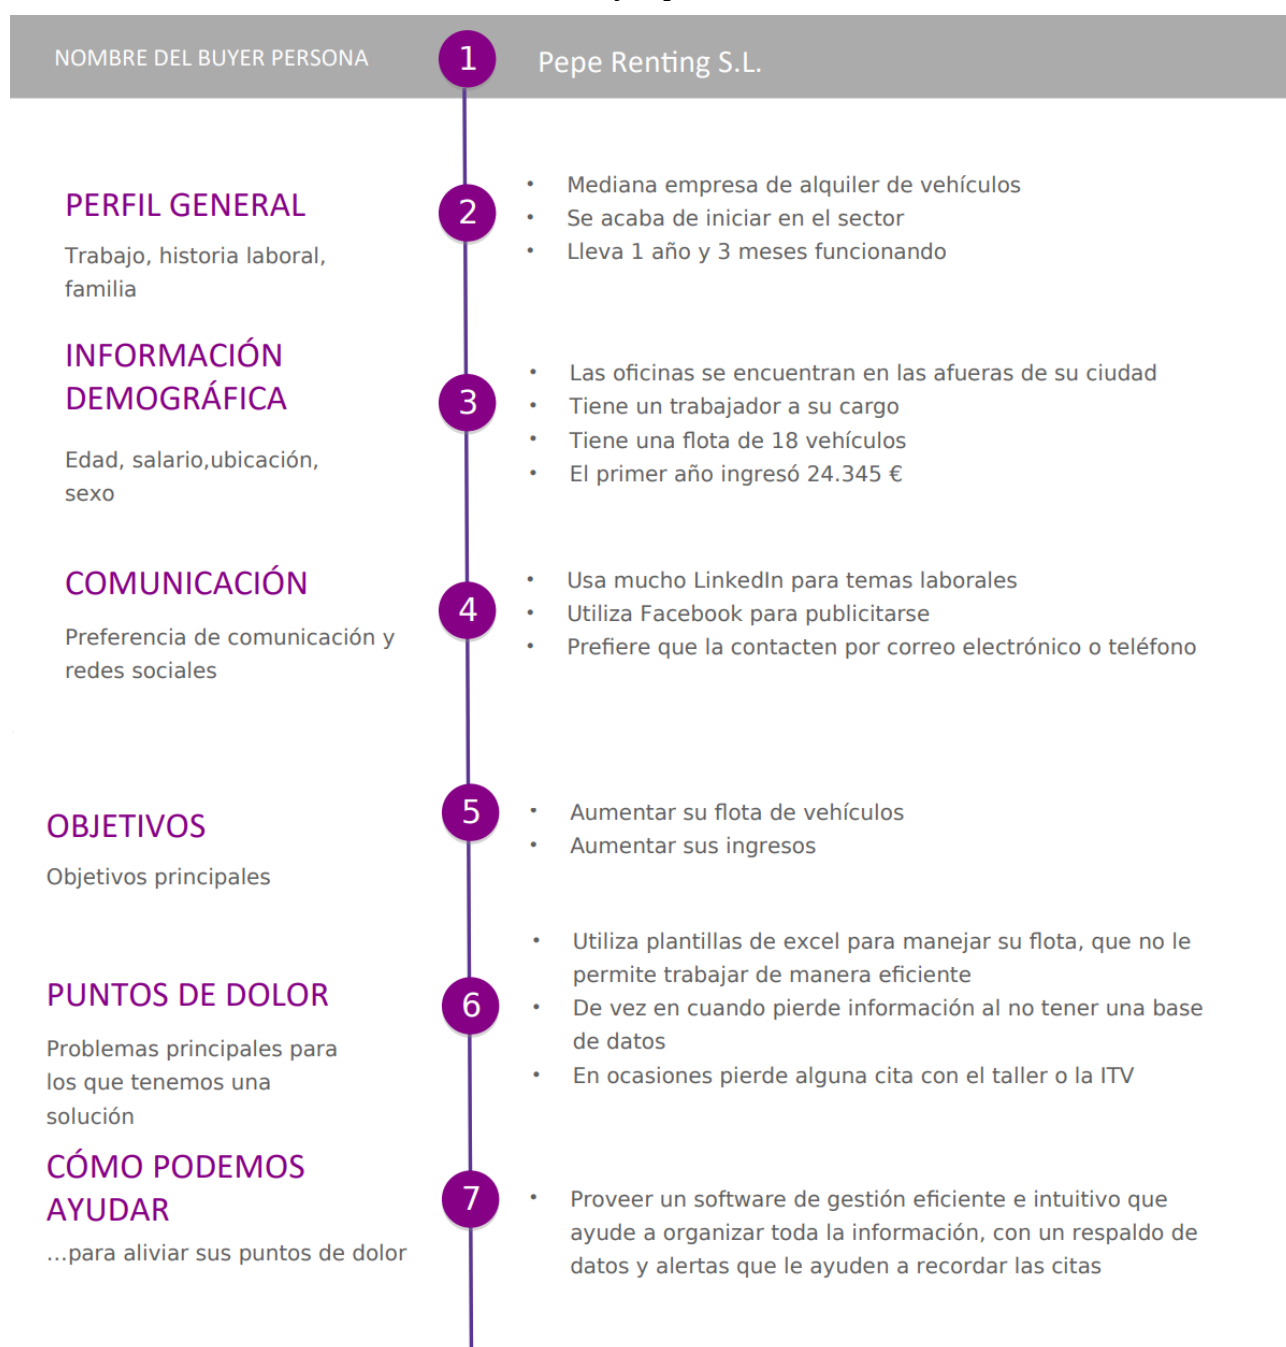 NOMBRE DEL BUYER PERSONA
1
Pepe Renting S.L.
PERFIL GENERAL
Trabajo, historia laboral,
familia
2
• Mediana empresa de alquiler de vehículos
• Se acaba de iniciar en el sector
• Lleva 1 año y 3 meses funcionando
INFORMACIÓN
DEMOGRÁFICA
Edad, salario,ubicación,
sexo
3
• Las oficinas se encuentran en las afueras de su ciudad
• Tiene un trabajador a su cargo
• Tiene una flota de 18 vehículos
• El primer año ingresó 24.345 €
COMUNICACIÓN
Preferencia de comunicación y
redes sociales
4
• Usa mucho LinkedIn para temas laborales
• Utiliza Facebook para publicitarse
• Prefiere que la contacten por correo electrónico o teléfono
OBJETIVOS
Objetivos principales
5
• Aumentar su flota de vehículos
• Aumentar sus ingresos
PUNTOS DE DOLOR
Problemas principales para
los que tenemos una
solución
6
• Utiliza plantillas de excel para manejar su flota, que no le
permite trabajar de manera eficiente
• De vez en cuando pierde información al no tener una base
de datos
• En ocasiones pierde alguna cita con el taller o la ITV
CÓMO PODEMOS
AYUDAR
…para aliviar sus puntos de dolor
7
• Proveer un software de gestión eficiente e intuitivo que
ayude a organizar toda la información, con un respaldo de
datos y alertas que le ayuden a recordar las citas